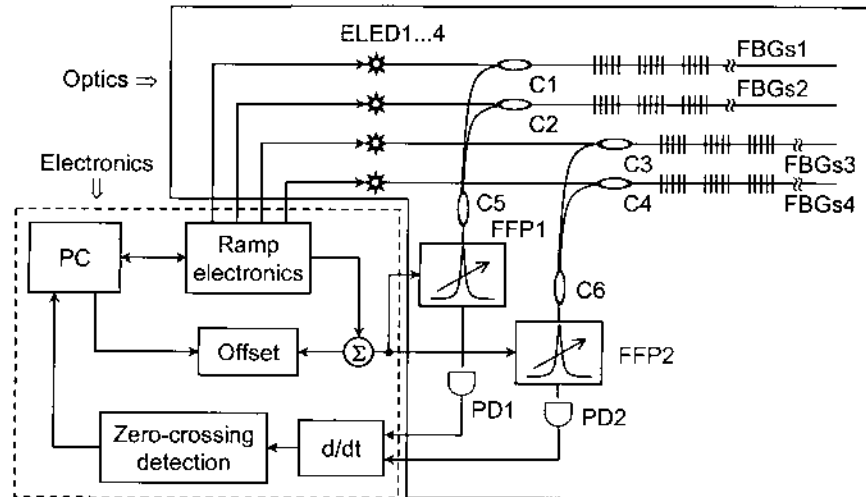 ELED1...4
FBGs1
Optics ⇒
C1
FBGs2
C2
Electronics
⇓
C3
FBGs3
C5
C4
FBGs4
FFP1
PC
Ramp
electronics
C6
Offset
Σ
FFP2
PD1
PD2
Zero-crossing
detection
d/dt